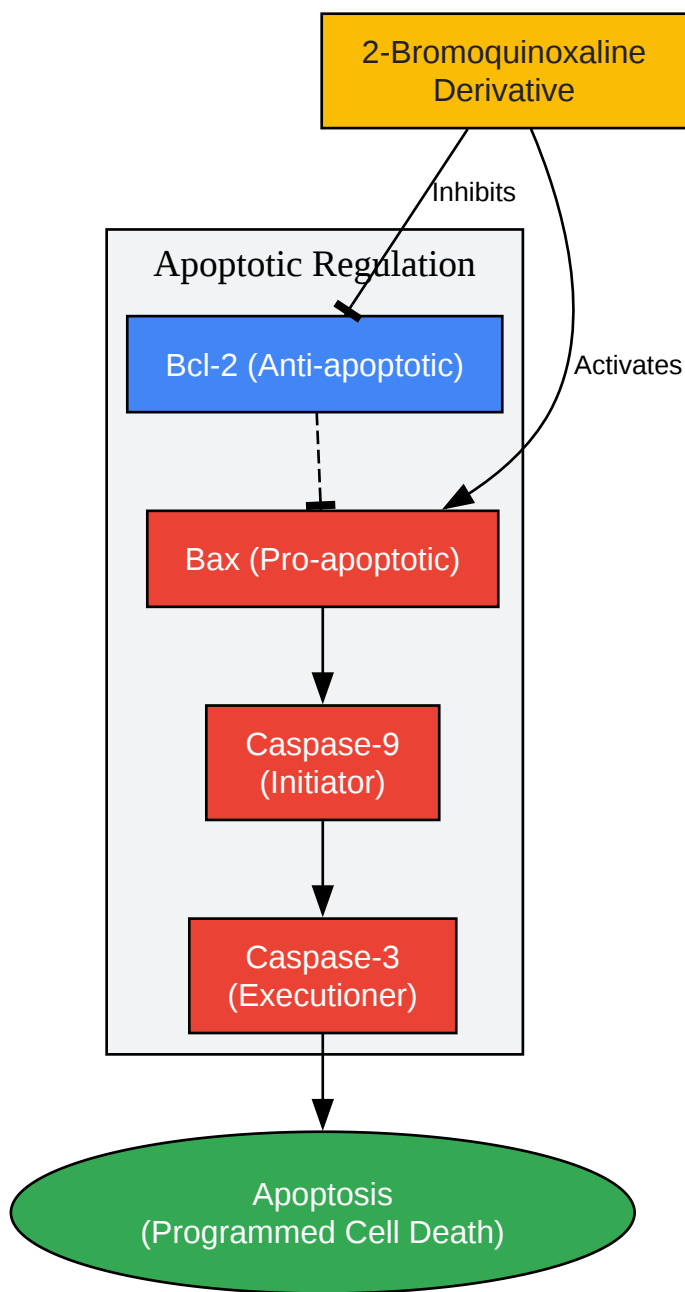 2-Bromoquinoxaline
Derivative
Inhibits
Apoptotic Regulation
Bcl-2 (Anti-apoptotic)
Activates
Bax (Pro-apoptotic)
Caspase-9
(Initiator)
Caspase-3
(Executioner)
Apoptosis
(Programmed Cell Death)